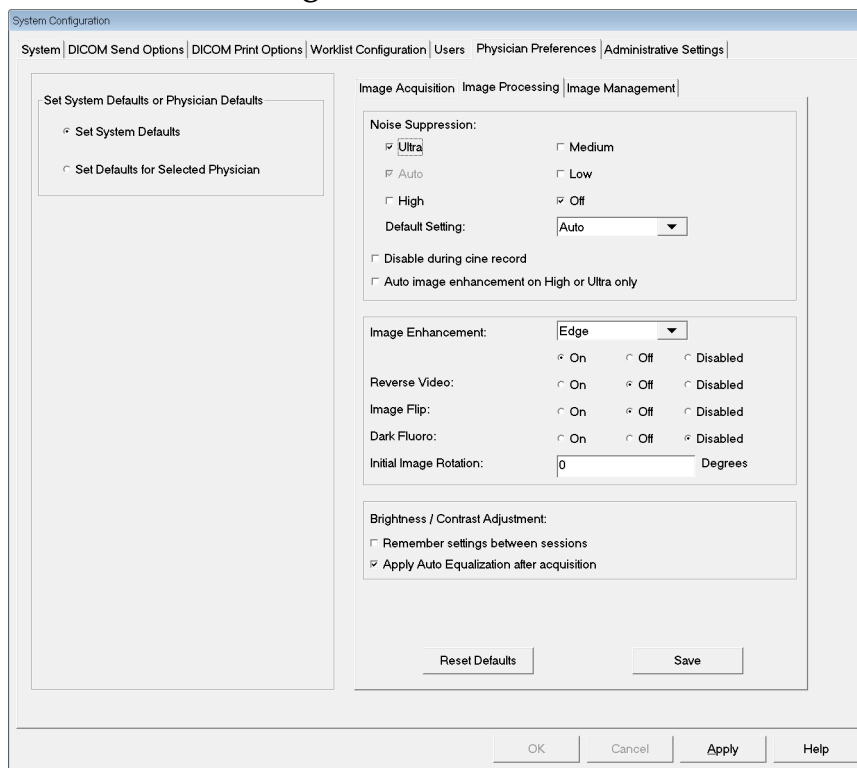 System Configuration
System DICOM Send Options DICOM Print Options Worklist Configuration Users Physician Preferences Administrative Settings
Set System Defaults or Physician Defaults
Set System Defaults
Set Defaults for Selected Physician
Image Acquisition Image Processing Image Management
Noise Suppression:
Ultra Medium
Auto Low
High Off
Default Setting: Auto
Disable during cine record
Auto image enhancement on High or Ultra only
Image Enhancement: Edge
On Off Disabled
Reverse Video: On Off Disabled
Image Flip: On Off Disabled
Dark Fluoro: On Off Disabled
Initial Image Rotation: 0 Degrees
Brightness / Contrast Adjustment:
Remember settings between sessions
Apply Auto Equalization after acquisition
Reset Defaults Save
OK Cancel Apply Help